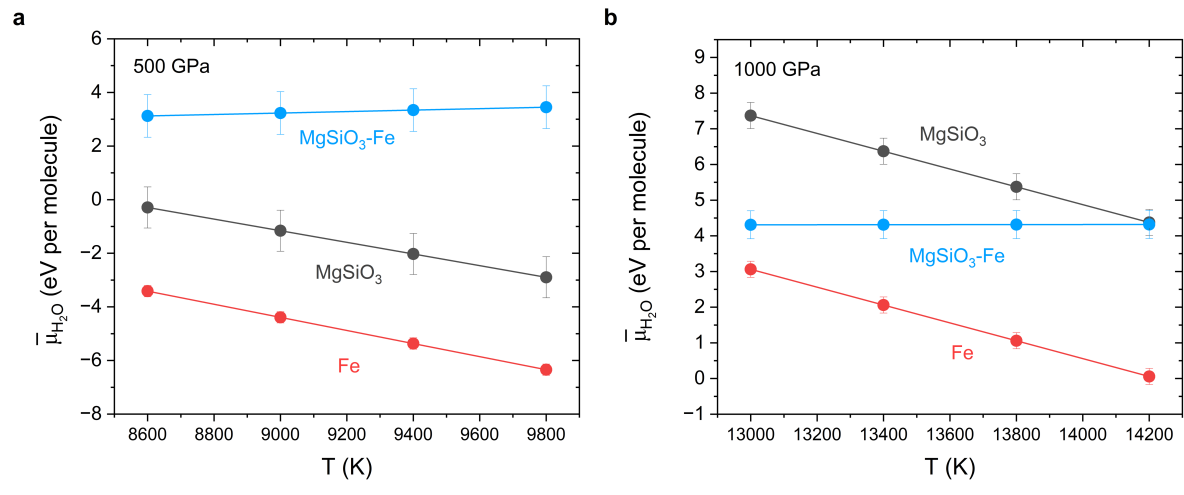 a
500 GPa
6
4
2
0
−2
−4
−6
−8
μ̅H₂O (eV per molecule)
MgSiO₃-Fe
MgSiO₃
Fe
8600 8800 9000 9200 9400 9600 9800
T (K)
b
1000 GPa
9
8
7
6
5
4
3
2
1
0
−1
μ̅H₂O (eV per molecule)
MgSiO₃
MgSiO₃-Fe
Fe
13000 13200 13400 13600 13800 14000 14200
T (K)